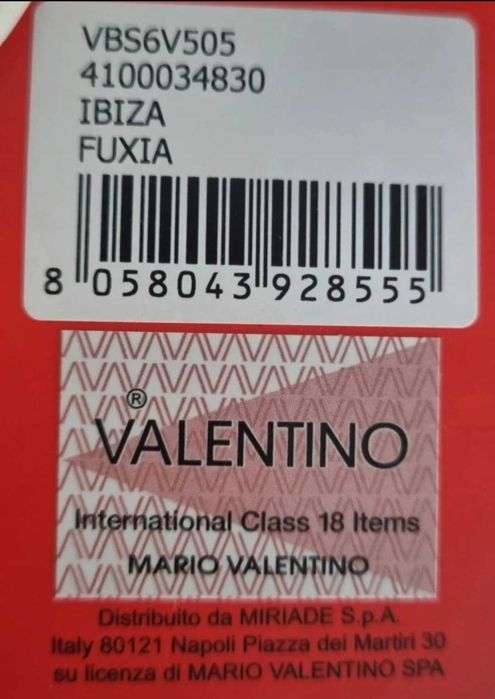 VBS6V505
4100034830
IBIZA
FUXIA
8 058043 928555
®
VALENTINO
International Class 18 Items
MARIO VALENTINO
Distribuito da MIRIADE S.p.A.
Italy 80121 Napoli Piazza dei Martiri 30
su licenza di MARIO VALENTINO SPA